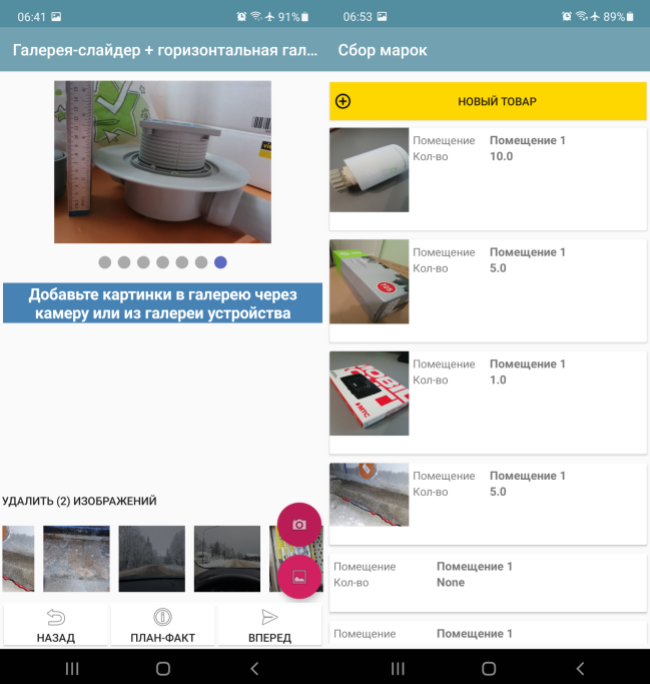 06:41
91%
Галерея-слайдер + горизонтальная гал...
Добавьте картинки в галерею через
камеру или из галереи устройства
УДАЛИТЬ (2) ИЗОБРАЖЕНИЙ
НАЗАД
ПЛАН-ФАКТ
ВПЕРЕД
06:53
89%
Сбор марок
НОВЫЙ ТОВАР
Помещение Помещение 1
Кол-во 10.0
Помещение Помещение 1
Кол-во 5.0
Помещение Помещение 1
Кол-во 1.0
МТС
Помещение Помещение 1
Кол-во 5.0
Помещение Помещение 1
Кол-во None
Помещение Помещение 1